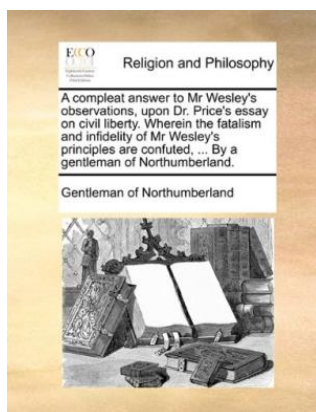 ECCO
Religion and Philosophy
A compleat answer to Mr Wesley's
observations, upon Dr. Price's essay
on civil liberty. Wherein the fatalism
and infidelity of Mr Wesley's
principles are confuted, ... By a
gentleman of Northumberland.
Gentleman of Northumberland